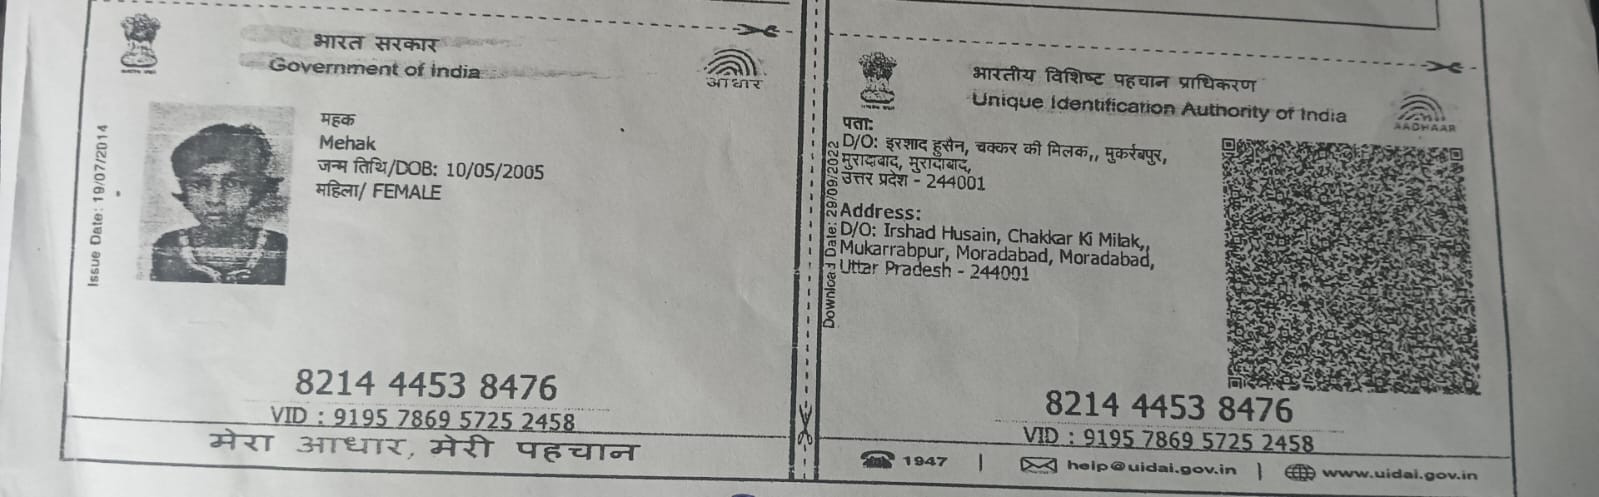 भारत सरकार
Government of India
आधार
Issue Date: 19/07/2014
महक
Mehak
जन्म तिथि/DOB: 10/05/2005
महिला/ FEMALE
8214 4453 8476
VID : 9195 7869 5725 2458
मेरा आधार, मेरी पहचान
भारतीय विशिष्ट पहचान प्राधिकरण
Unique Identification Authority of India
AADHAAR
Download Date: 29/09/2022
पता:
D/O: इरशाद हुसैन, चक्कर की मिलक,, मुकर्रबपुर,
मुरादाबाद, मुरादाबाद,
उत्तर प्रदेश - 244001
Address:
D/O: Irshad Husain, Chakkar Ki Milak,,
Mukarrabpur, Moradabad, Moradabad,
Uttar Pradesh - 244001
8214 4453 8476
VID : 9195 7869 5725 2458
1947 | help@uidai.gov.in | www.uidai.gov.in